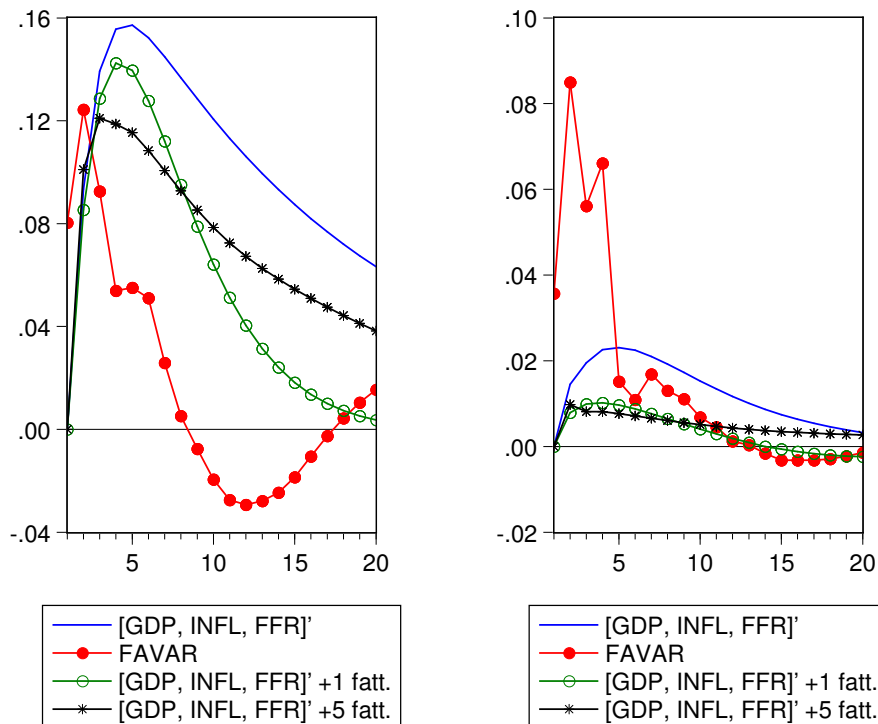 .16
.12
.08
.04
.00
-.04
5
10
15
20
[GDP, INFL, FFR]’
FAVAR
[GDP, INFL, FFR]’ +1 fatt.
[GDP, INFL, FFR]’ +5 fatt.
.10
.08
.06
.04
.02
.00
-.02
5
10
15
20
[GDP, INFL, FFR]’
FAVAR
[GDP, INFL, FFR]’ +1 fatt.
[GDP, INFL, FFR]’ +5 fatt.